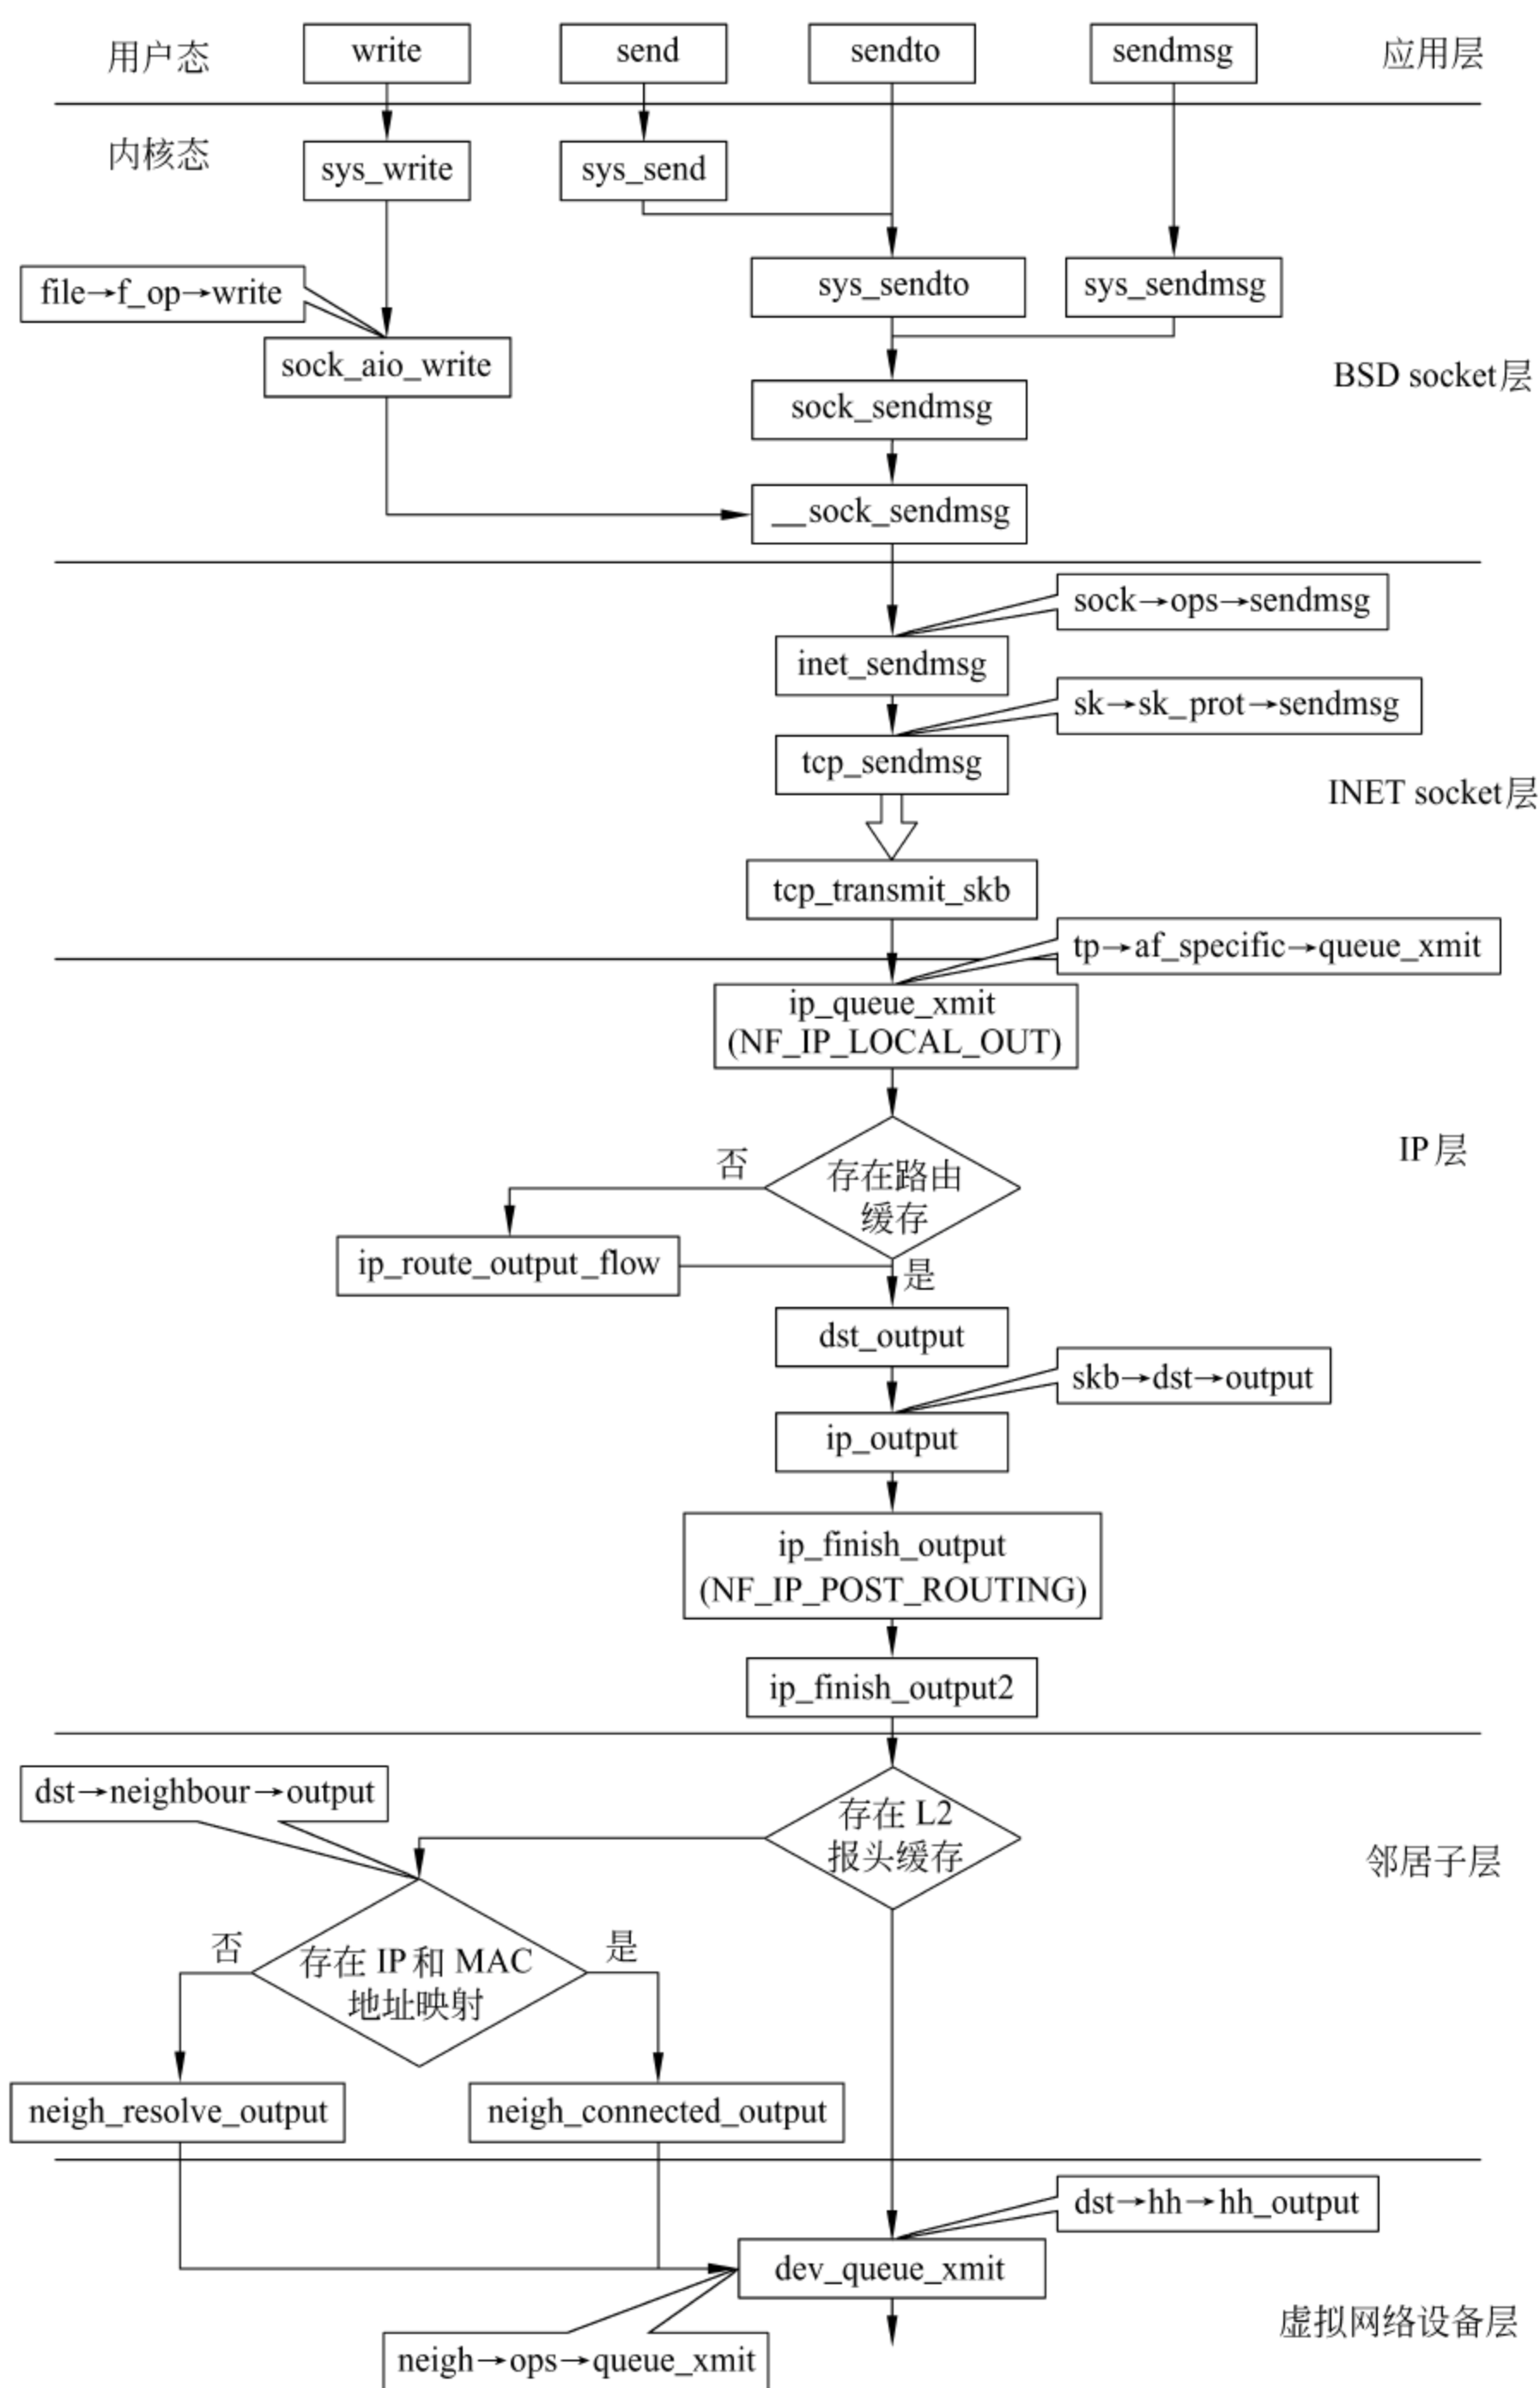 用户态
write
send
sendto
sendmsg
应用层
内核态
sys_write
sys_send
file→f_op→write
sys_sendto
sys_sendmsg
sock_aio_write
BSD socket层
sock_sendmsg
__sock_sendmsg
sock→ops→sendmsg
inet_sendmsg
sk→sk_prot→sendmsg
tcp_sendmsg
INET socket层
tcp_transmit_skb
tp→af_specific→queue_xmit
ip_queue_xmit
(NF_IP_LOCAL_OUT)
IP层
否
存在路由
缓存
ip_route_output_flow
是
dst_output
skb→dst→output
ip_output
ip_finish_output
(NF_IP_POST_ROUTING)
ip_finish_output2
dst→neighbour→output
存在 L2
报头缓存
邻居子层
否
存在 IP和 MAC
地址映射
是
neigh_resolve_output
neigh_connected_output
dst→hh→hh_output
dev_queue_xmit
虚拟网络设备层
neigh→ops→queue_xmit